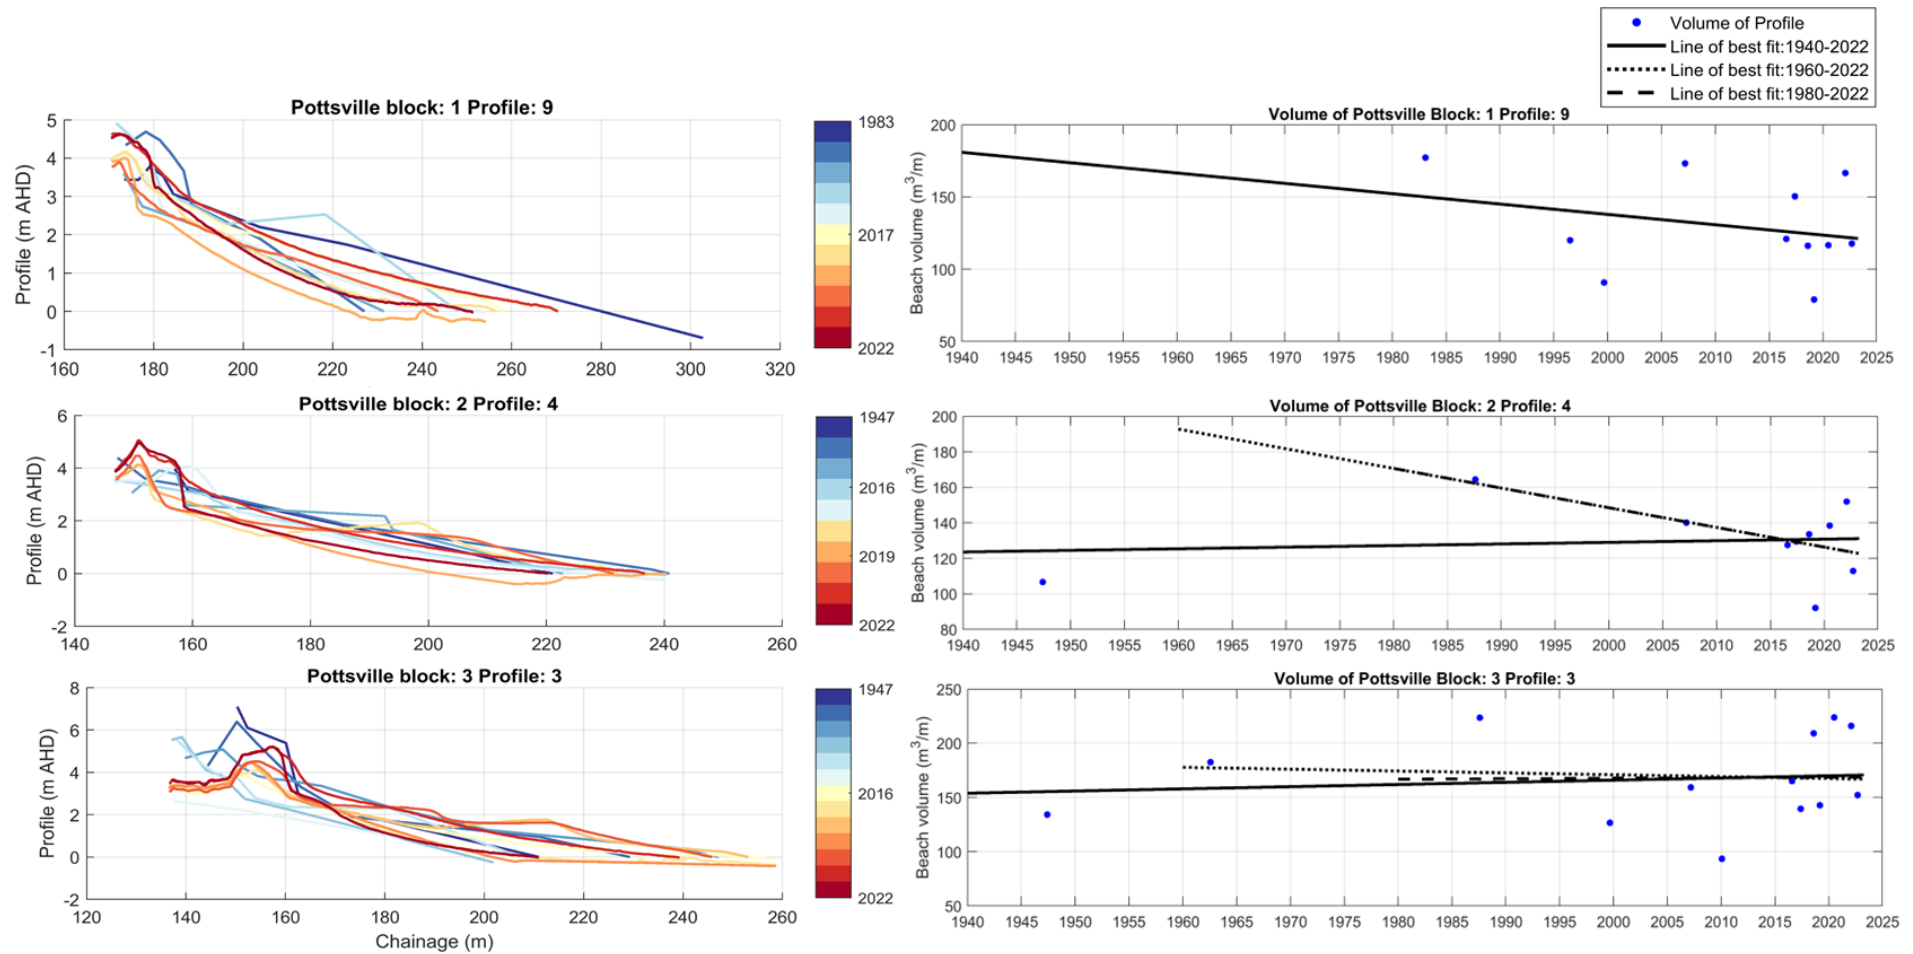 Volume of Profile
Line of best fit:1940-2022
Line of best fit:1960-2022
Line of best fit:1980-2022
Pottsville block: 1 Profile: 9
Profile (m AHD)
5
4
3
2
1
0
-1
160 180 200 220 240 260 280 300 320
1983
2017
2022
Volume of Pottsville Block: 1 Profile: 9
Beach volume (m³/m)
200
150
100
50
1940 1945 1950 1955 1960 1965 1970 1975 1980 1985 1990 1995 2000 2005 2010 2015 2020 2025
Pottsville block: 2 Profile: 4
Profile (m AHD)
6
4
2
0
-2
140 160 180 200 220 240 260
1947
2016
2019
2022
Volume of Pottsville Block: 2 Profile: 4
Beach volume (m³/m)
200
180
160
140
120
100
80
1940 1945 1950 1955 1960 1965 1970 1975 1980 1985 1990 1995 2000 2005 2010 2015 2020 2025
Pottsville block: 3 Profile: 3
Profile (m AHD)
8
6
4
2
0
-2
120 140 160 180 200 220 240 260
Chainage (m)
1947
2016
2022
Volume of Pottsville Block: 3 Profile: 3
Beach volume (m³/m)
250
200
150
100
50
1940 1945 1950 1955 1960 1965 1970 1975 1980 1985 1990 1995 2000 2005 2010 2015 2020 2025